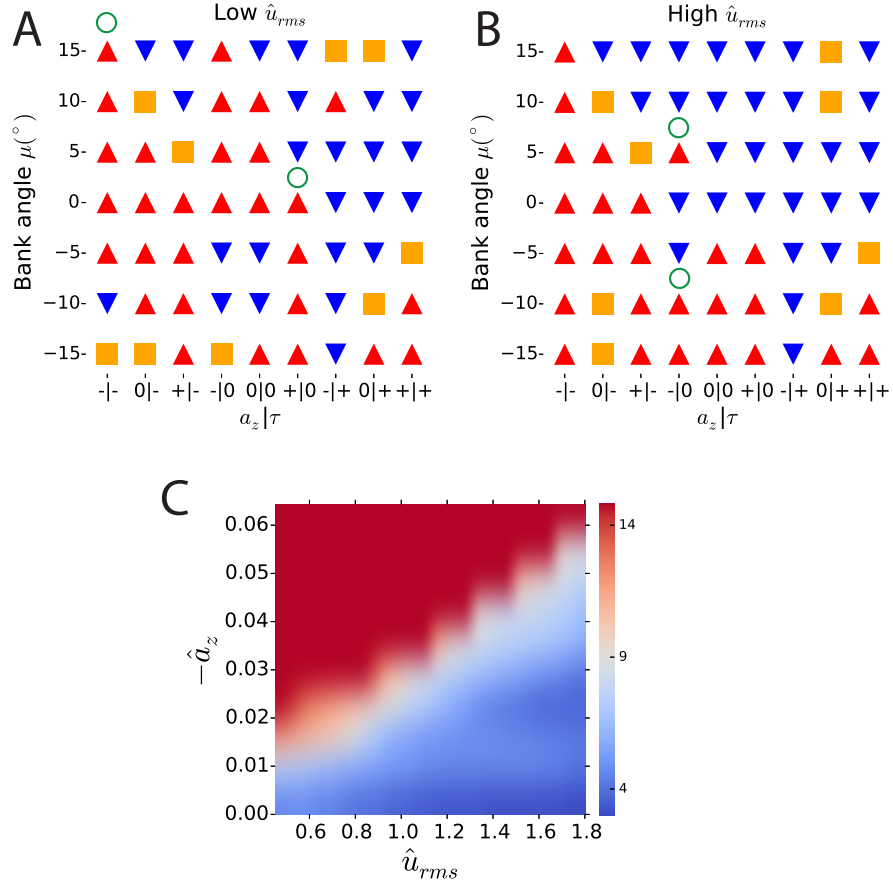 A
Low û_rms
Bank angle μ(°)
15-
10-
5-
0-
−5-
−10-
−15-
-|- 0|- +|- -|0 0|0 +|0 -|+ 0|+ +|+
a_z|τ
B
High û_rms
Bank angle μ(°)
15-
10-
5-
0-
−5-
−10-
−15-
-|- 0|- +|- -|0 0|0 +|0 -|+ 0|+ +|+
a_z|τ
C
−â_z
0.06
0.05
0.04
0.03
0.02
0.01
0.00
0.6 0.8 1.0 1.2 1.4 1.6 1.8
û_rms
14
9
4